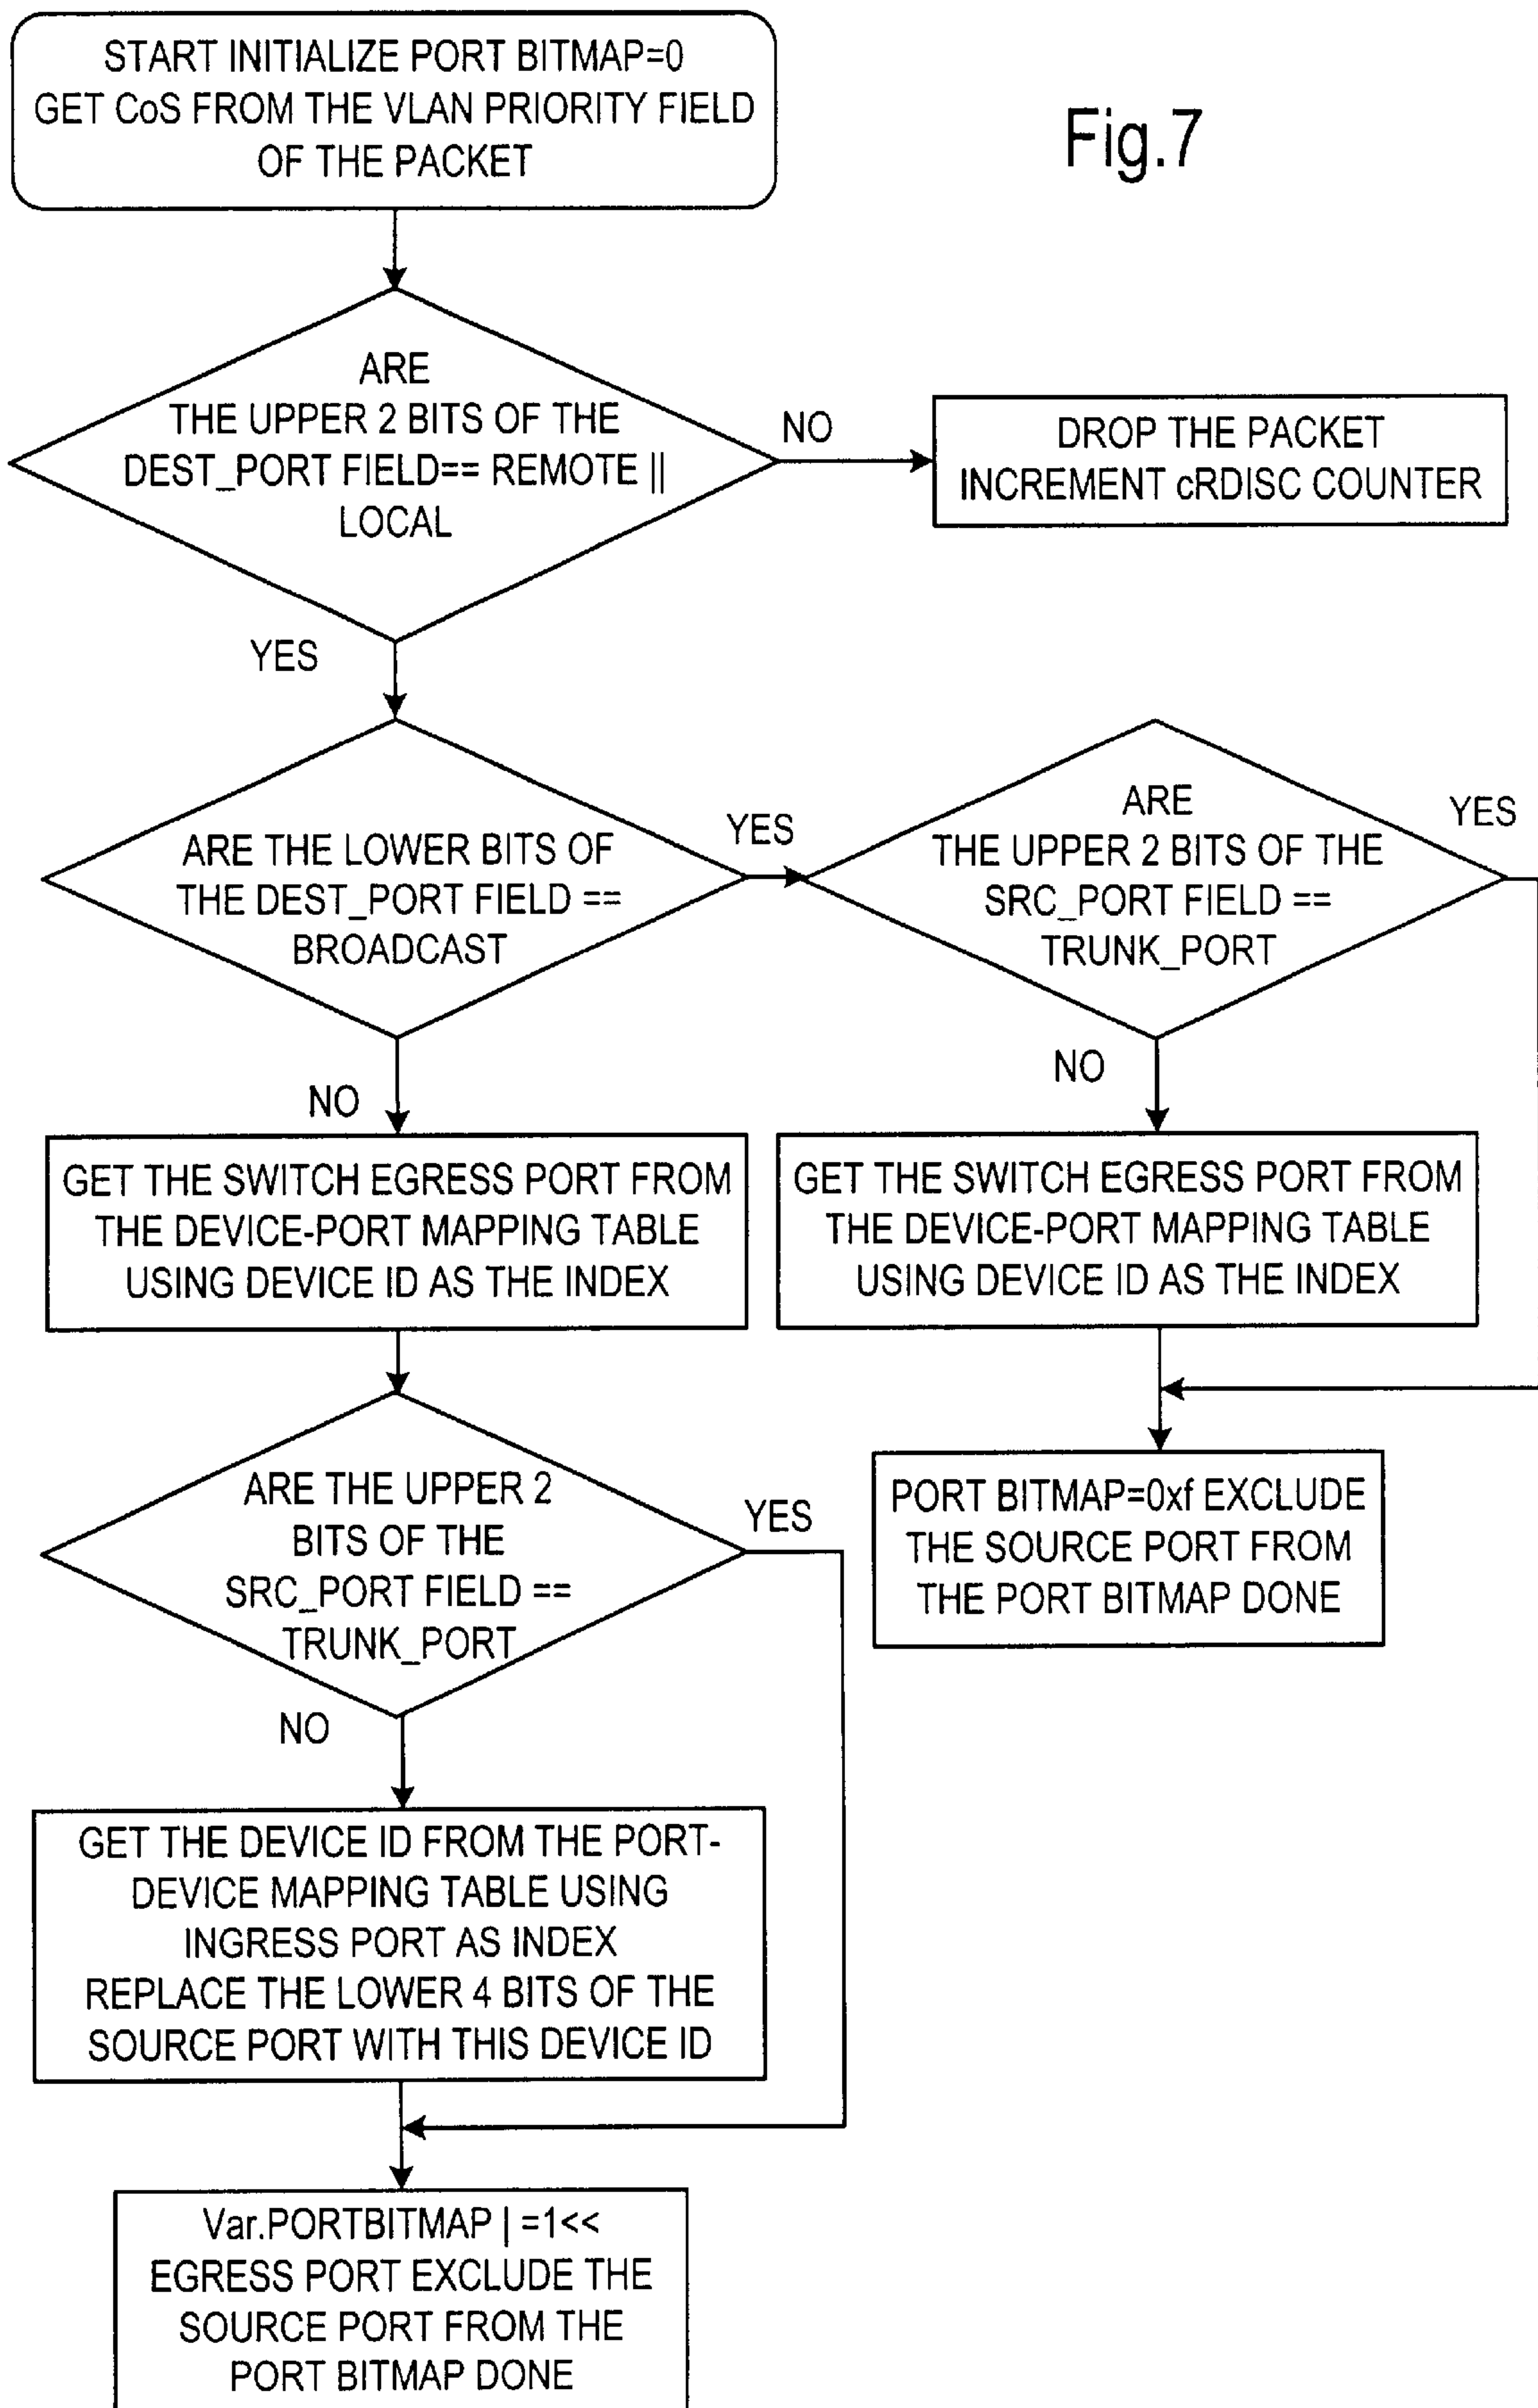 START INITIALIZE PORT BITMAP=0
GET CoS FROM THE VLAN PRIORITY FIELD
OF THE PACKET
Fig.7
ARE
THE UPPER 2 BITS OF THE
DEST_PORT FIELD== REMOTE ||
LOCAL
NO
DROP THE PACKET
INCREMENT cRDISC COUNTER
YES
ARE THE LOWER BITS OF
THE DEST_PORT FIELD ==
BROADCAST
YES
ARE
THE UPPER 2 BITS OF THE
SRC_PORT FIELD ==
TRUNK_PORT
YES
NO
NO
GET THE SWITCH EGRESS PORT FROM
THE DEVICE-PORT MAPPING TABLE
USING DEVICE ID AS THE INDEX
GET THE SWITCH EGRESS PORT FROM
THE DEVICE-PORT MAPPING TABLE
USING DEVICE ID AS THE INDEX
ARE THE UPPER 2
BITS OF THE
SRC_PORT FIELD ==
TRUNK_PORT
YES
PORT BITMAP=0xf EXCLUDE
THE SOURCE PORT FROM
THE PORT BITMAP DONE
NO
GET THE DEVICE ID FROM THE PORT-
DEVICE MAPPING TABLE USING
INGRESS PORT AS INDEX
REPLACE THE LOWER 4 BITS OF THE
SOURCE PORT WITH THIS DEVICE ID
Var.PORTBITMAP | =1<<
EGRESS PORT EXCLUDE THE
SOURCE PORT FROM THE
PORT BITMAP DONE